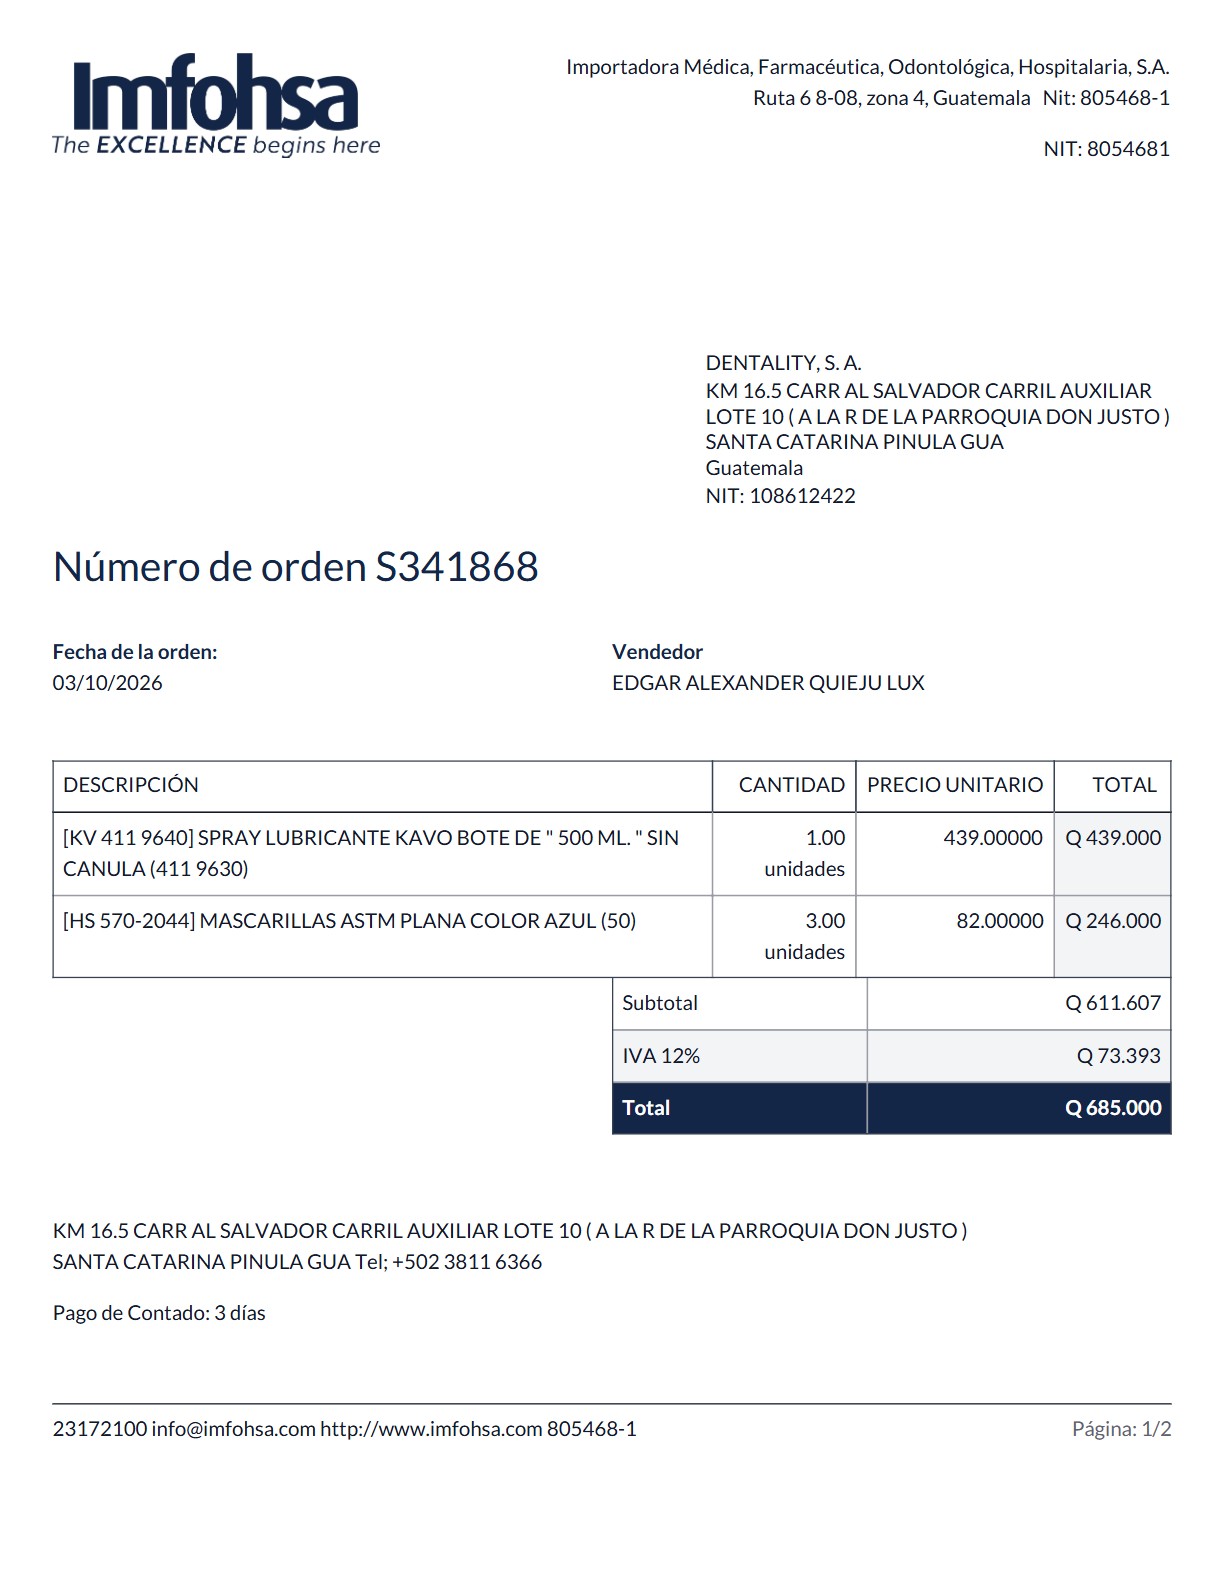 Imfohsa
The EXCELLENCE begins here
Importadora Médica, Farmacéutica, Odontológica, Hospitalaria, S.A.
Ruta 6 8-08, zona 4, Guatemala Nit: 805468-1
NIT: 8054681
DENTALITY, S. A.
KM 16.5 CARR AL SALVADOR CARRIL AUXILIAR
LOTE 10 ( A LA R DE LA PARROQUIA DON JUSTO )
SANTA CATARINA PINULA GUA
Guatemala
NIT: 108612422
Número de orden S341868
Fecha de la orden: Vendedor
03/10/2026 EDGAR ALEXANDER QUIEJU LUX
DESCRIPCIÓN CANTIDAD PRECIO UNITARIO TOTAL
[KV 411 9640] SPRAY LUBRICANTE KAVO BOTE DE " 500 ML. " SIN 1.00 439.00000 Q 439.000
CANULA (411 9630) unidades
[HS 570-2044] MASCARILLAS ASTM PLANA COLOR AZUL (50) 3.00 82.00000 Q 246.000
unidades
Subtotal Q 611.607
IVA 12% Q 73.393
Total Q 685.000
KM 16.5 CARR AL SALVADOR CARRIL AUXILIAR LOTE 10 ( A LA R DE LA PARROQUIA DON JUSTO )
SANTA CATARINA PINULA GUA Tel; +502 3811 6366
Pago de Contado: 3 días
23172100 info@imfohsa.com http://www.imfohsa.com 805468-1 Página: 1/2